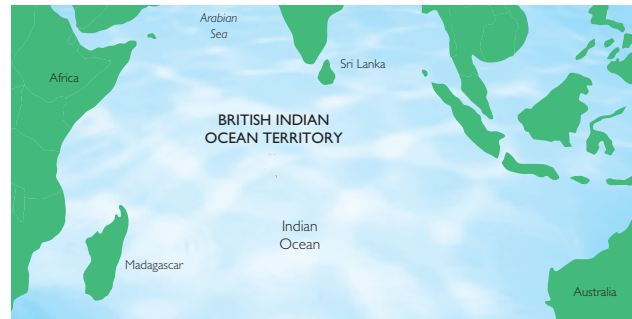 Arabian
Sea
Sri Lanka
Africa
BRITISH INDIAN
OCEAN TERRITORY
Indian
Ocean
Madagascar
Australia